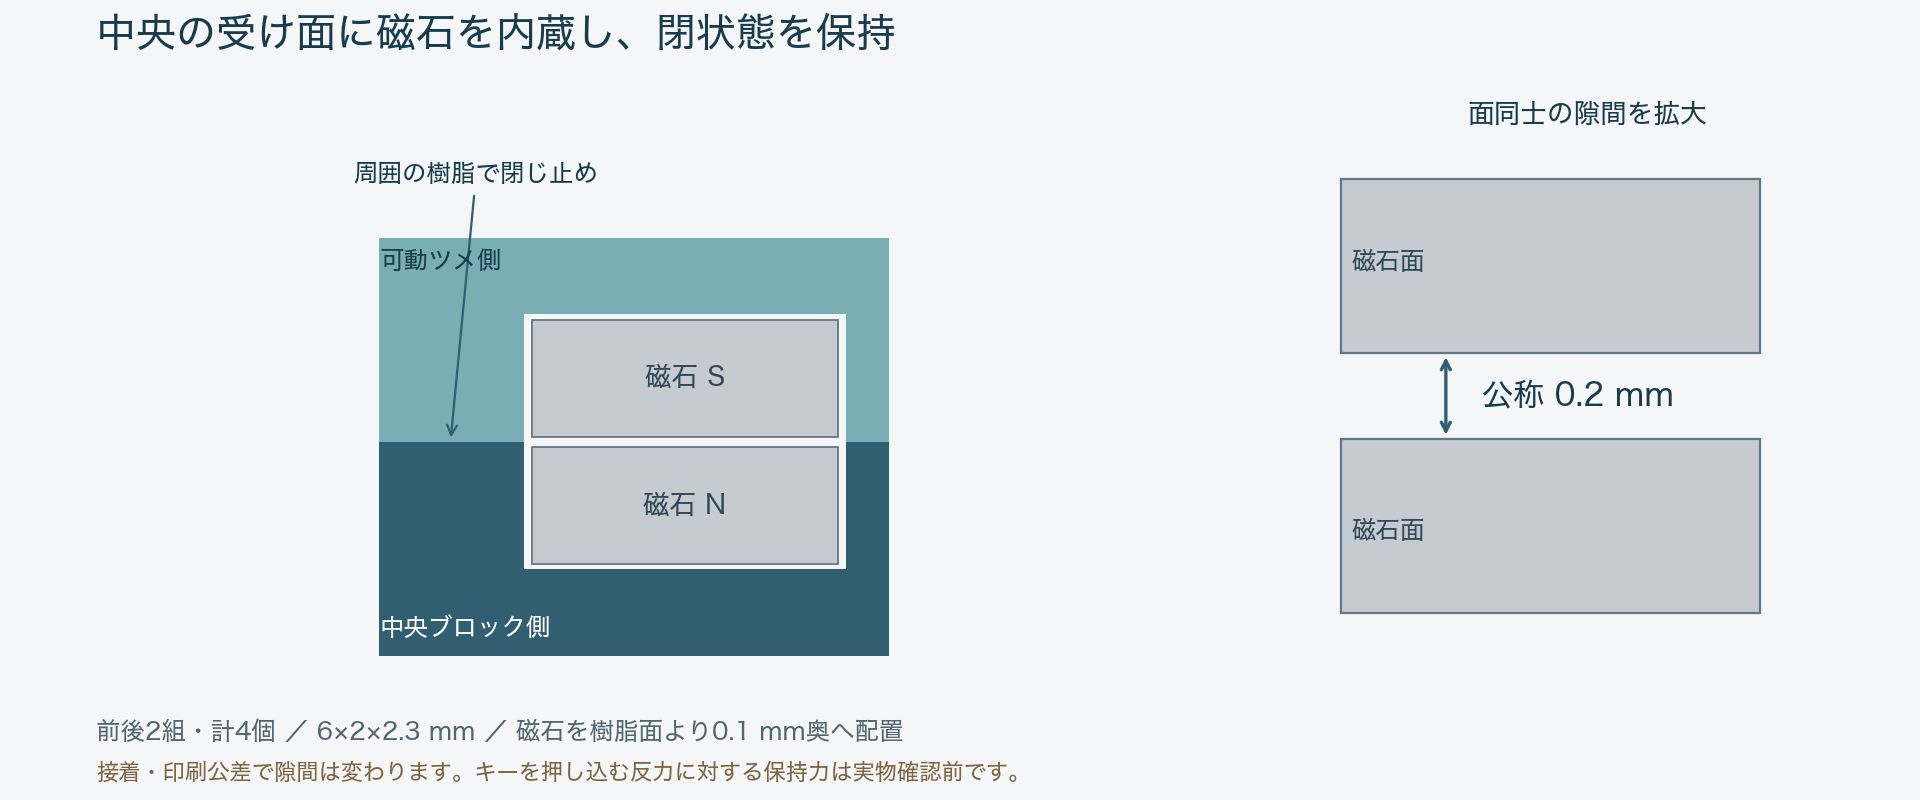 中央の受け面に磁石を内蔵し、閉状態を保持
面同士の隙間を拡大
周囲の樹脂で閉じ止め
可動ツメ側
磁石面
磁石 S
公称 0.2 mm
磁石 N
磁石面
中央ブロック側
前後2組・計4個 ／ 6×2×2.3 mm ／ 磁石を樹脂面より0.1 mm奥へ配置
接着・印刷公差で隙間は変わります。キーを押し込む反力に対する保持力は実物確認前です。